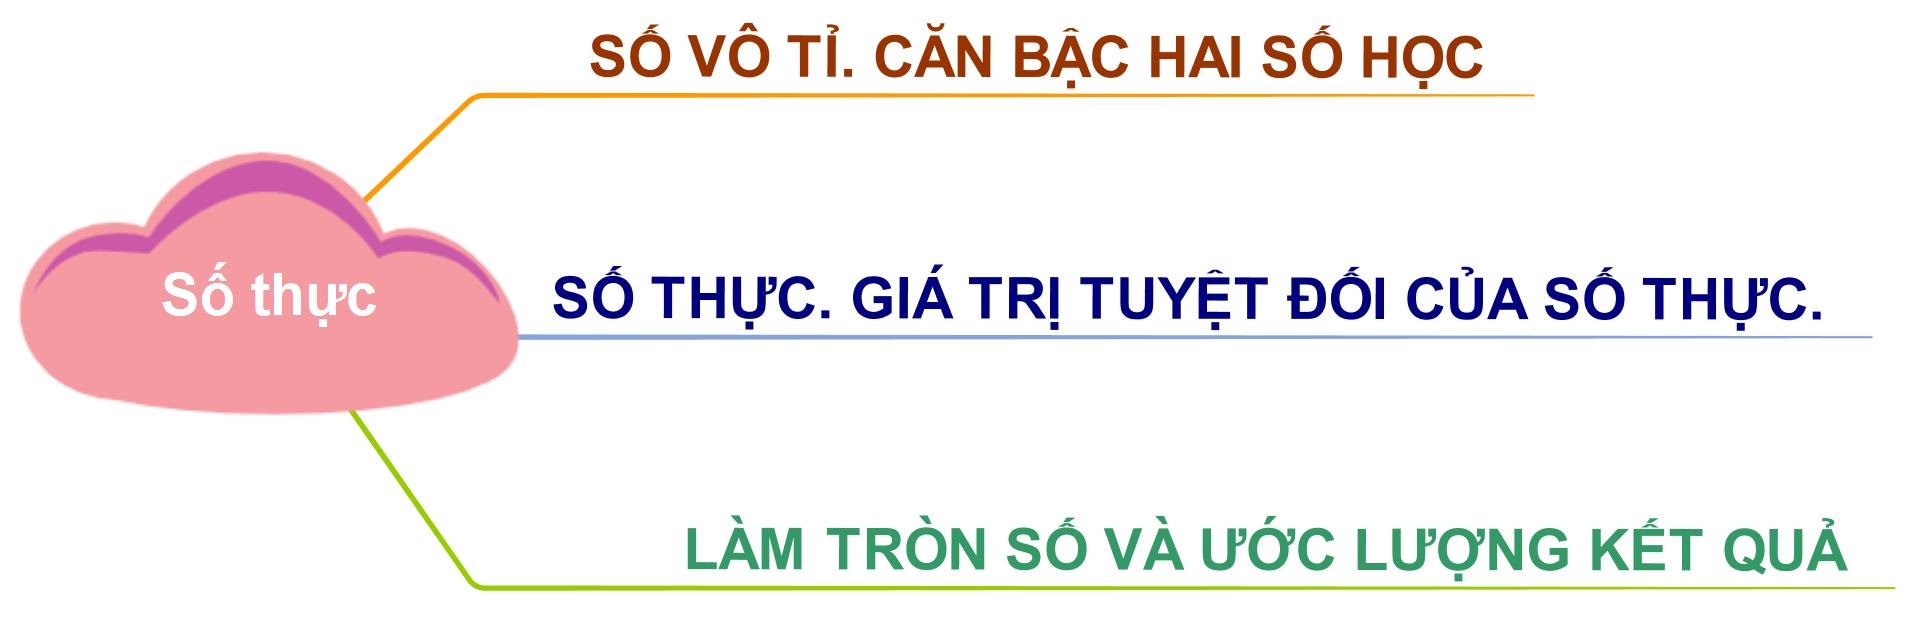 SỐ VÔ TỈ. CĂN BẬC HAI SỐ HỌC
Số thực
SỐ THỰC. GIÁ TRỊ TUYỆT ĐỐI CỦA SỐ THỰC.
LÀM TRÒN SỐ VÀ ƯỚC LƯỢNG KẾT QUẢ